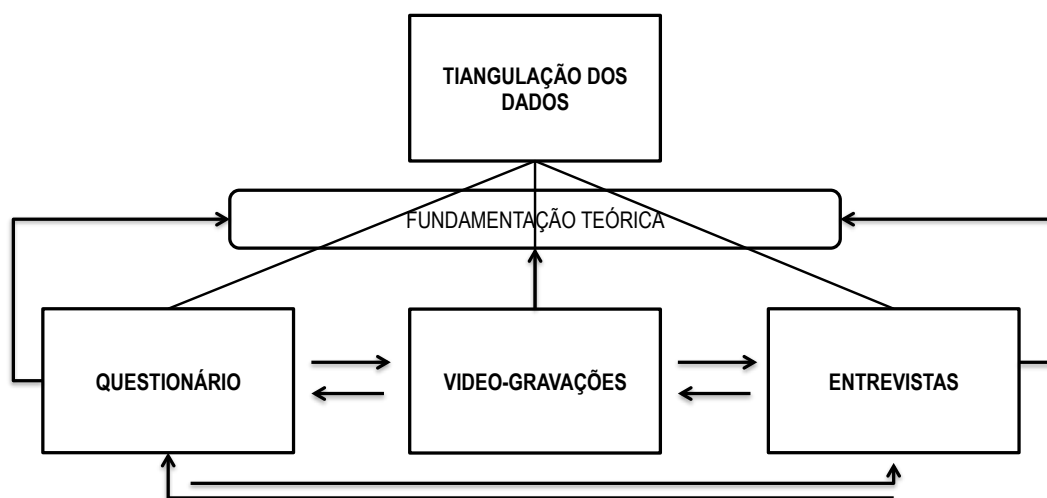 TIANGULAÇÃO DOS
DADOS
FUNDAMENTAÇÃO TEÓRICA
QUESTIONÁRIO
VIDEO-GRAVAÇÕES
ENTREVISTAS